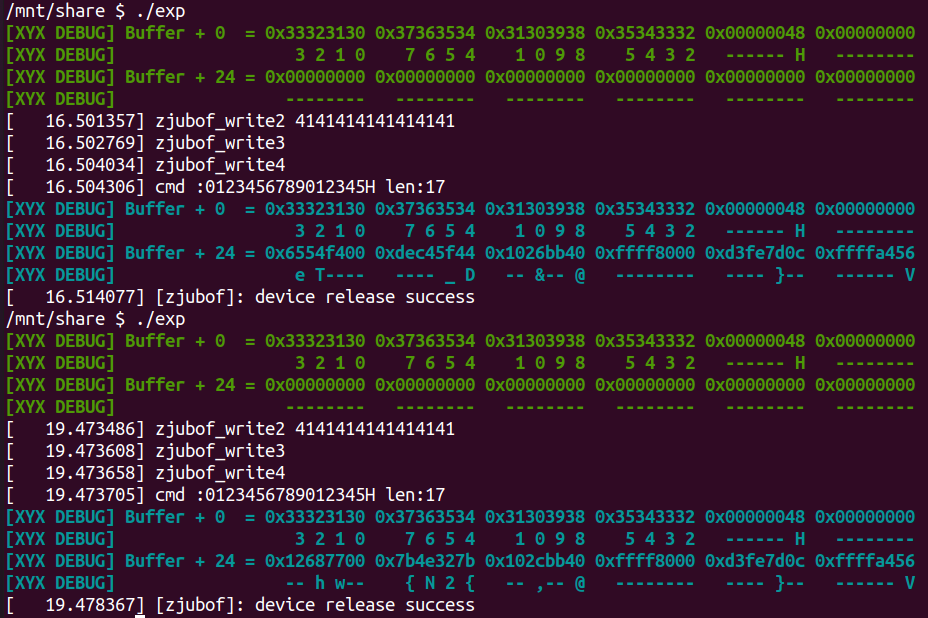 /mnt/share $ ./exp
[XYX DEBUG] Buffer + 0  = 0x33323130 0x37363534 0x31303938 0x35343332 0x00000048 0x00000000
[XYX DEBUG]                  3 2 1 0    7 6 5 4    1 0 9 8    5 4 3 2   ------ H   --------
[XYX DEBUG] Buffer + 24 = 0x00000000 0x00000000 0x00000000 0x00000000 0x00000000 0x00000000
[XYX DEBUG]                 --------   --------   --------   --------   --------   --------
[   16.501357] zjubof_write2 4141414141414141
[   16.502769] zjubof_write3
[   16.504034] zjubof_write4
[   16.504306] cmd :0123456789012345H len:17
[XYX DEBUG] Buffer + 0  = 0x33323130 0x37363534 0x31303938 0x35343332 0x00000048 0x00000000
[XYX DEBUG]                  3 2 1 0    7 6 5 4    1 0 9 8    5 4 3 2   ------ H   --------
[XYX DEBUG] Buffer + 24 = 0x6554f400 0xdec45f44 0x1026bb40 0xffff8000 0xd3fe7d0c 0xffffa456
[XYX DEBUG]                  e T----   ---- _ D   -- &-- @   --------   ---- }--   ------ V
[   16.514077] [zjubof]: device release success
/mnt/share $ ./exp
[XYX DEBUG] Buffer + 0  = 0x33323130 0x37363534 0x31303938 0x35343332 0x00000048 0x00000000
[XYX DEBUG]                  3 2 1 0    7 6 5 4    1 0 9 8    5 4 3 2   ------ H   --------
[XYX DEBUG] Buffer + 24 = 0x00000000 0x00000000 0x00000000 0x00000000 0x00000000 0x00000000
[XYX DEBUG]                 --------   --------   --------   --------   --------   --------
[   19.473486] zjubof_write2 4141414141414141
[   19.473608] zjubof_write3
[   19.473658] zjubof_write4
[   19.473705] cmd :0123456789012345H len:17
[XYX DEBUG] Buffer + 0  = 0x33323130 0x37363534 0x31303938 0x35343332 0x00000048 0x00000000
[XYX DEBUG]                  3 2 1 0    7 6 5 4    1 0 9 8    5 4 3 2   ------ H   --------
[XYX DEBUG] Buffer + 24 = 0x12687700 0x7b4e327b 0x102cbb40 0xffff8000 0xd3fe7d0c 0xffffa456
[XYX DEBUG]                 -- h w--    { N 2 {   -- ,-- @   --------   ---- }--   ------ V
[   19.478367] [zjubof]: device release success